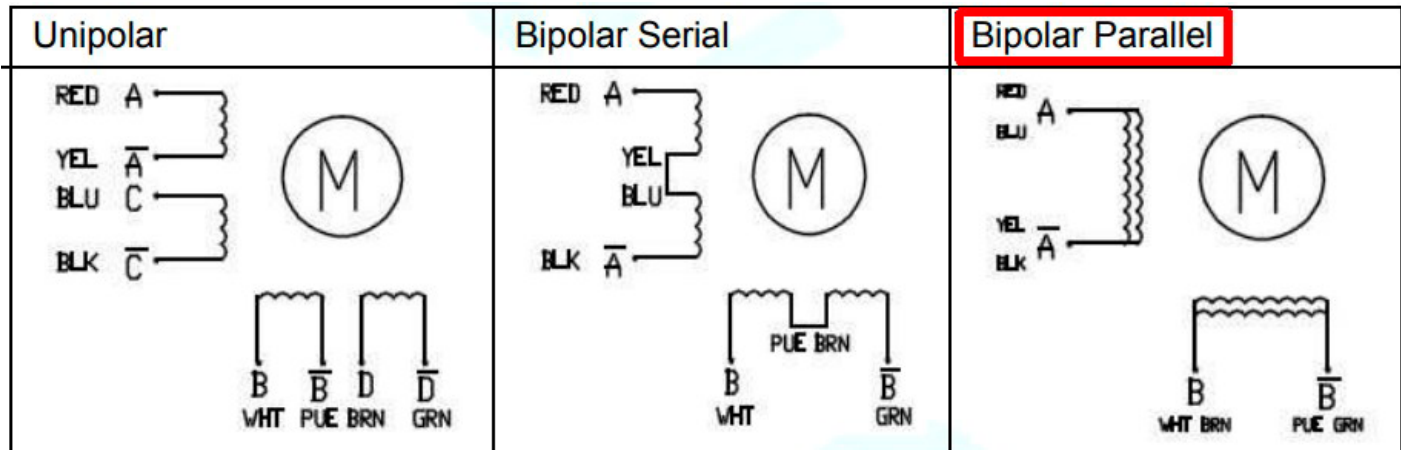 Unipolar
RED A
YEL A̅
BLU C
BLK C̅
M
B B̅ D D̅
WHT PUE BRN GRN
Bipolar Serial
RED A
YEL
BLU
BLK A̅
M
PUE BRN
B B̅
WHT GRN
Bipolar Parallel
RED
A
BLU
YEL
A̅
BLK
M
B B̅
WHT BRN PUE GRN